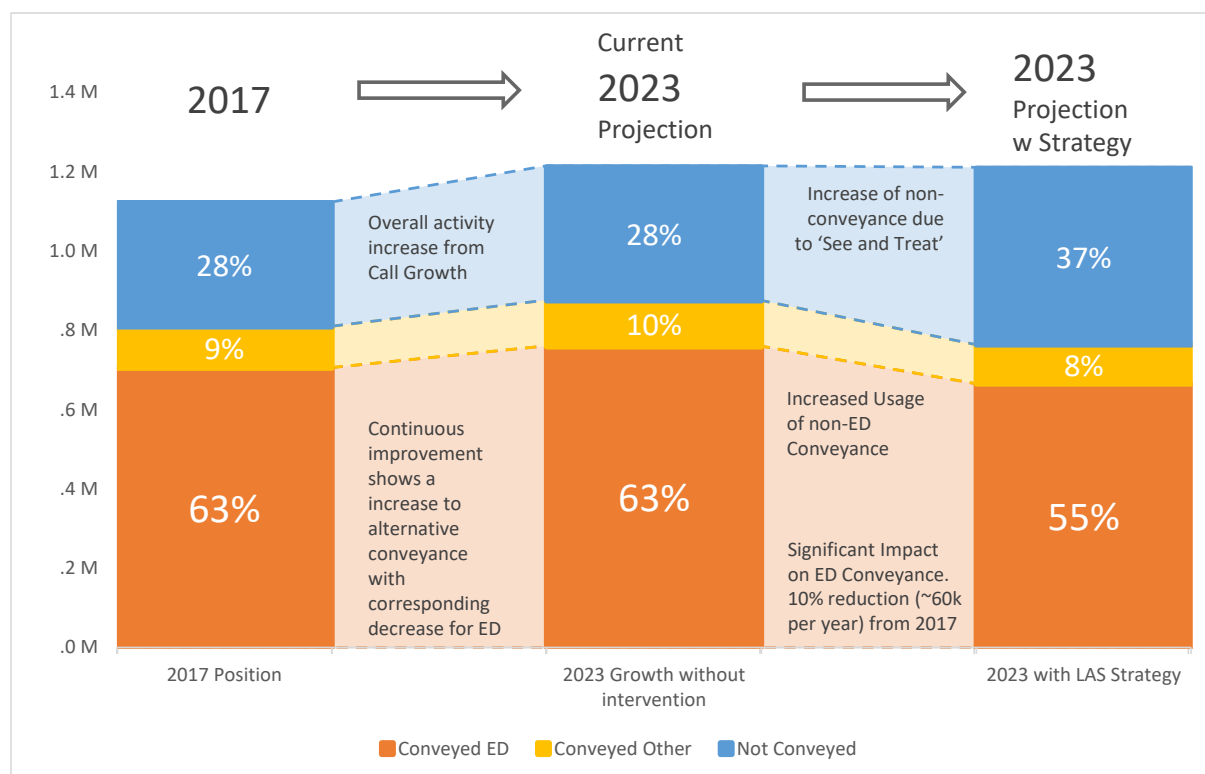 2017
Current
2023
Projection
2023
Projection
w Strategy
1.4 M
1.2 M
1.0 M
.8 M
.6 M
.4 M
.2 M
.0 M
28%
9%
63%
Overall activity
increase from
Call Growth
Continuous
improvement
shows a
increase to
alternative
conveyance
with
corresponding
decrease for ED
28%
10%
63%
Increase of non-
conveyance due
to ‘See and Treat’
Increased Usage
of non-ED
Conveyance
Significant Impact
on ED Conveyance.
10% reduction (~60k
per year) from 2017
37%
8%
55%
2017 Position
2023 Growth without
intervention
2023 with LAS Strategy
Conveyed ED
Conveyed Other
Not Conveyed